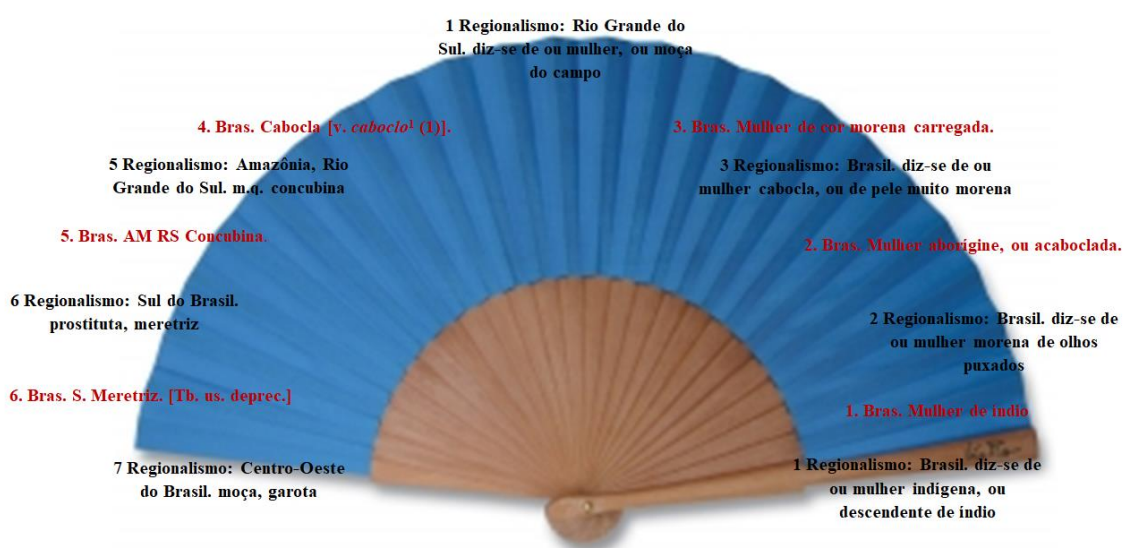 1 Regionalismo: Rio Grande do
Sul. diz-se de ou mulher, ou moça
do campo
4. Bras. Cabocla [v. caboclo¹ (1)].
3. Bras. Mulher de cor morena carregada.
5 Regionalismo: Amazônia, Rio
Grande do Sul. m.q. concubina
3 Regionalismo: Brasil. diz-se de ou
mulher cabocla, ou de pele muito morena
5. Bras. AM RS Concubina.
2. Bras. Mulher aborígine, ou acaboclada.
6 Regionalismo: Sul do Brasil.
prostituta, meretriz
2 Regionalismo: Brasil. diz-se de
ou mulher morena de olhos
puxados
6. Bras. S. Meretriz. [Tb. us. deprec.]
1. Bras. Mulher de índio
7 Regionalismo: Centro-Oeste
do Brasil. moça, garota
1 Regionalismo: Brasil. diz-se de
ou mulher indígena, ou
descendente de índio